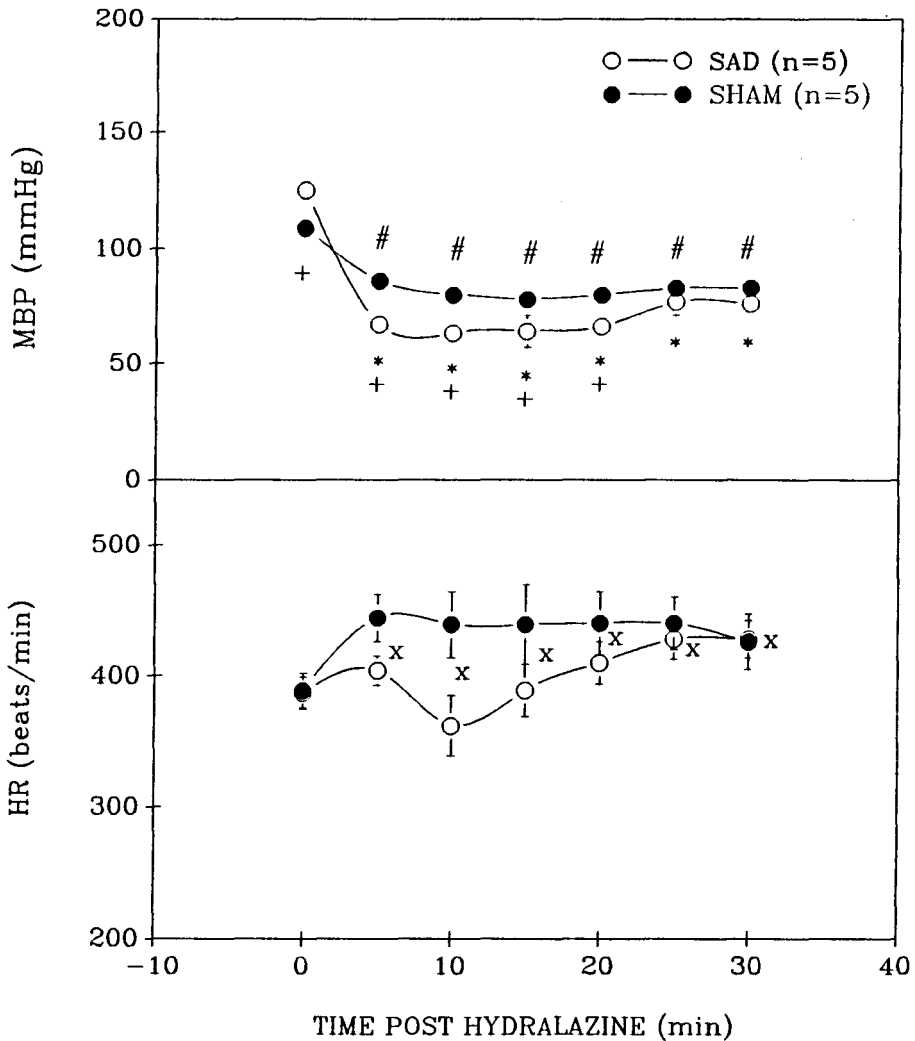 200
150
100
50
0
MBP (mmHg)
SAD (n=5)
SHAM (n=5)
# # # # # #
* * * * * *
+ + + + +
500
400
300
200
HR (beats/min)
x x x x x x
-10 0 10 20 30 40
TIME POST HYDRALAZINE (min)